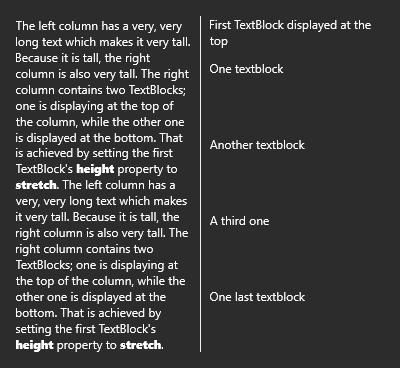 The left column has a very, very
long text which makes it very tall.
Because it is tall, the right
column is also very tall. The right
column contains two TextBlocks;
one is displaying at the top of
the column, while the other one
is displayed at the bottom. That
is achieved by setting the first
TextBlock's height property to
stretch. The left column has a
very, very long text which makes
it very tall. Because it is tall, the
right column is also very tall. The
right column contains two
TextBlocks; one is displaying at
the top of the column, while the
other one is displayed at the
bottom. That is achieved by
setting the first TextBlock's
height property to stretch.
First TextBlock displayed at the
top
One textblock
Another textblock
A third one
One last textblock